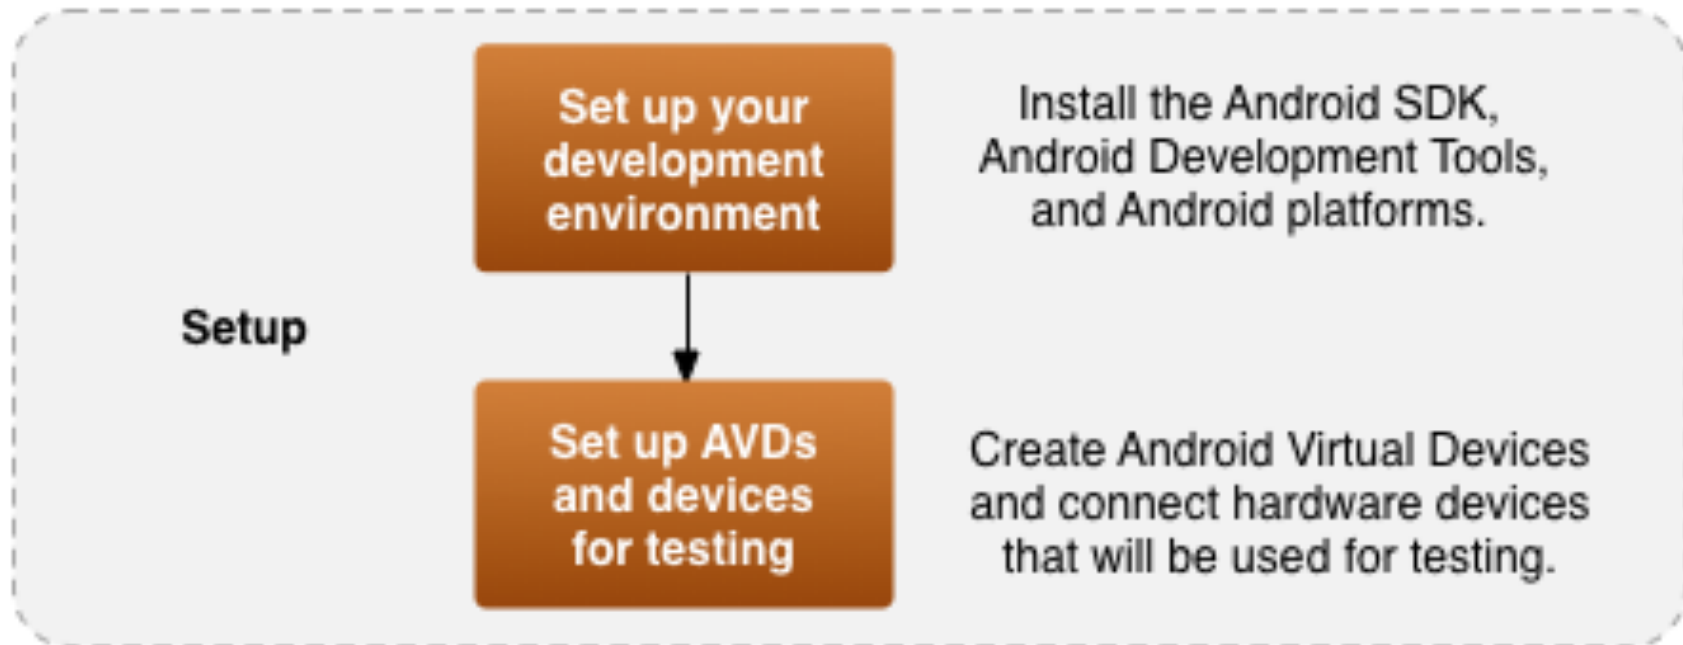 Set up your
development
environment
Install the Android SDK,
Android Development Tools,
and Android platforms.
Setup
Set up AVDs
and devices
for testing
Create Android Virtual Devices
and connect hardware devices
that will be used for testing.